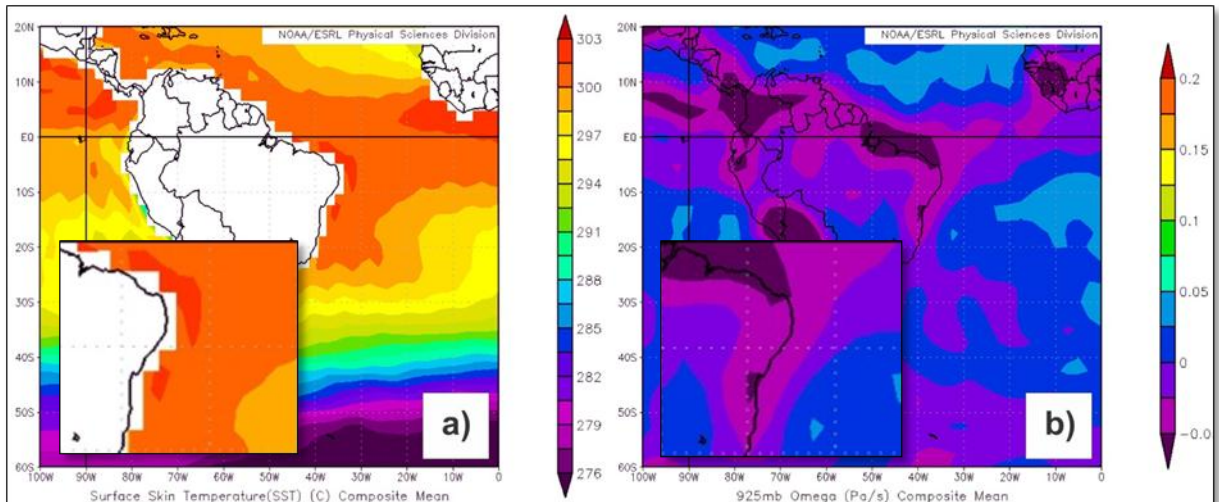 NOAA/ESRL Physical Sciences Division
20N
10N
EQ
10S
20S
30S
40S
50S
60S
100W
90W
80W
70W
60W
50W
40W
30W
20W
10W
0
303
300
297
294
291
288
285
282
279
276
a)
Surface Skin Temperature(SST) (C) Composite Mean
NOAA/ESRL Physical Sciences Division
20N
10N
EQ
10S
20S
30S
40S
50S
60S
100W
90W
80W
70W
60W
50W
40W
30W
20W
10W
0
0.2
0.15
0.1
0.05
0
-0.0
b)
925mb Omega (Pa/s) Composite Mean